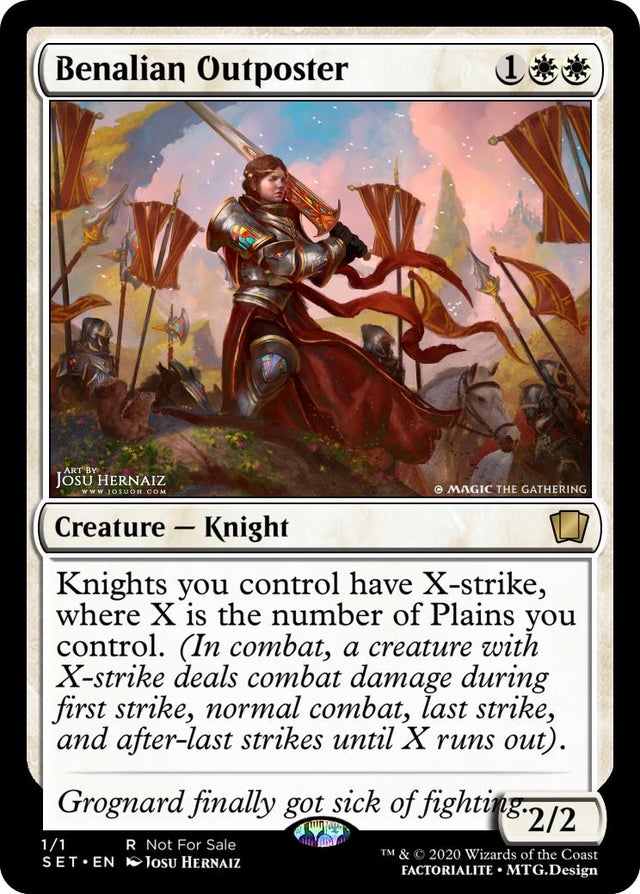 Benalian Outposter 1
ART BY
JOSU HERNAIZ
WWW.JOSUOH.COM
© MAGIC THE GATHERING
Creature — Knight
Knights you control have X-strike,
where X is the number of Plains you
control. (In combat, a creature with
X-strike deals combat damage during
first strike, normal combat, last strike,
and after-last strikes until X runs out).
Grognard finally got sick of fighting.
2/2
1/1 R Not For Sale
SET • EN JOSU HERNAIZ
™ & © 2020 Wizards of the Coast
FACTORIALITE • MTG.Design